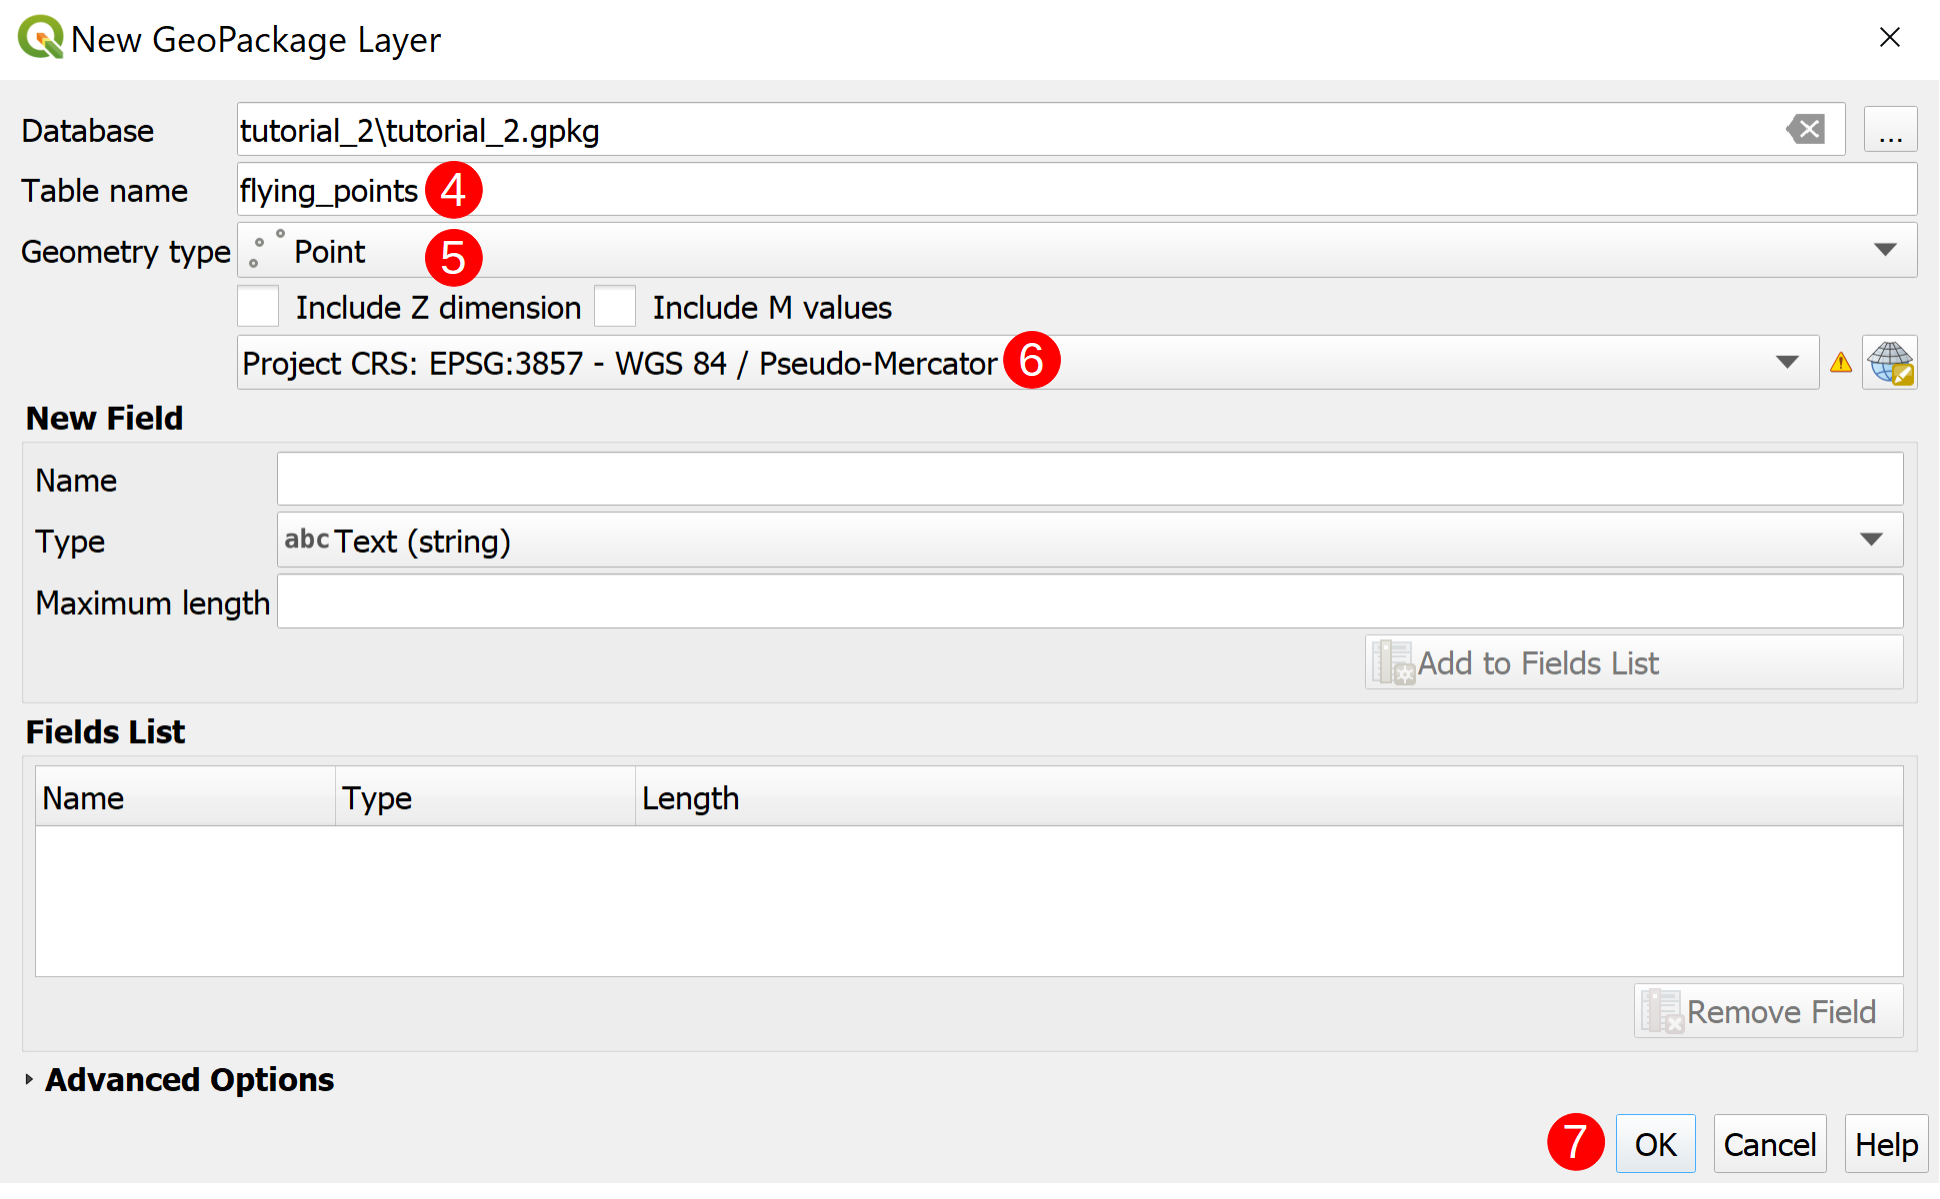 New GeoPackage Layer
Database tutorial_2\tutorial_2.gpkg ...
Table name flying_points 4
Geometry type Point 5
Include Z dimension Include M values
Project CRS: EPSG:3857 - WGS 84 / Pseudo-Mercator 6
New Field
Name
Type abc Text (string)
Maximum length
Add to Fields List
Fields List
Name Type Length
Remove Field
Advanced Options
7 OK Cancel Help